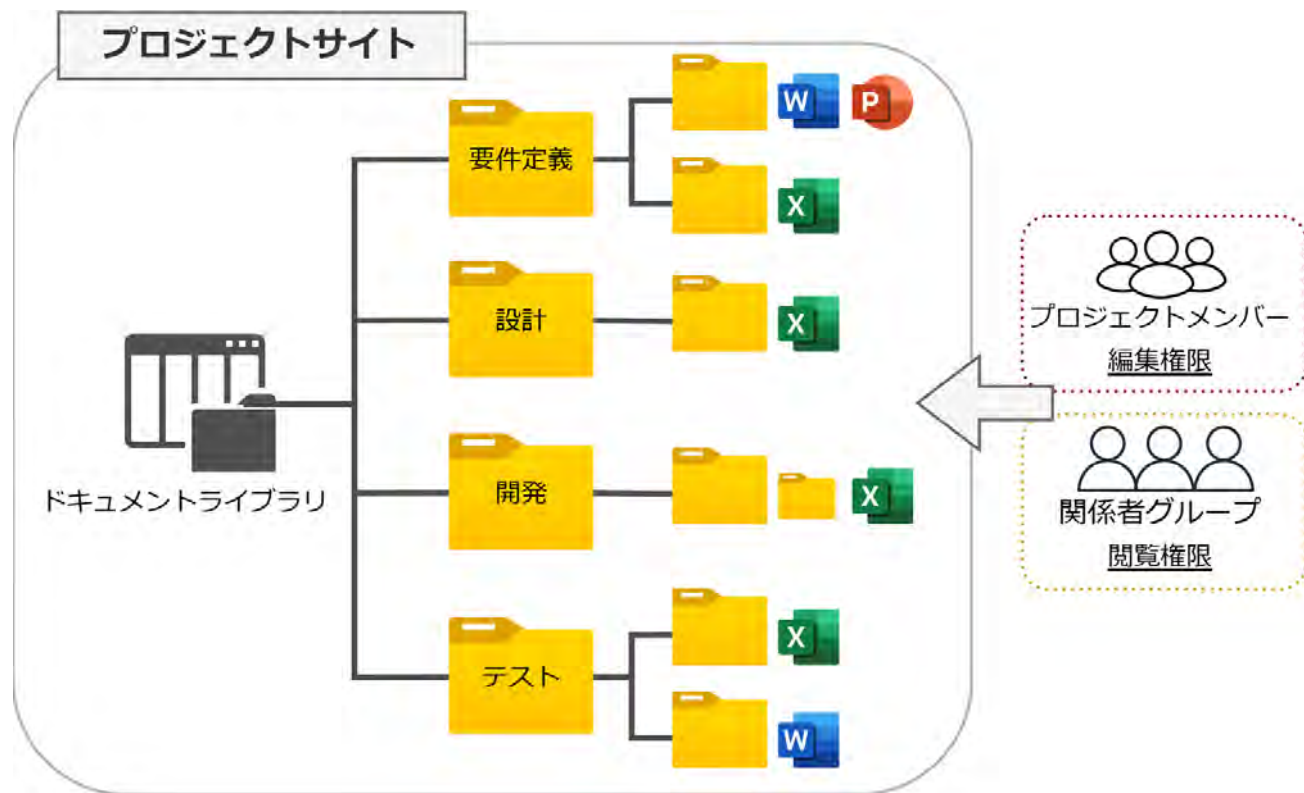 プロジェクトサイト
W
P
要件定義
X
設計
X
ドキュメントライブラリ
開発
X
テスト
X
W
プロジェクトメンバー
編集権限
関係者グループ
閲覧権限